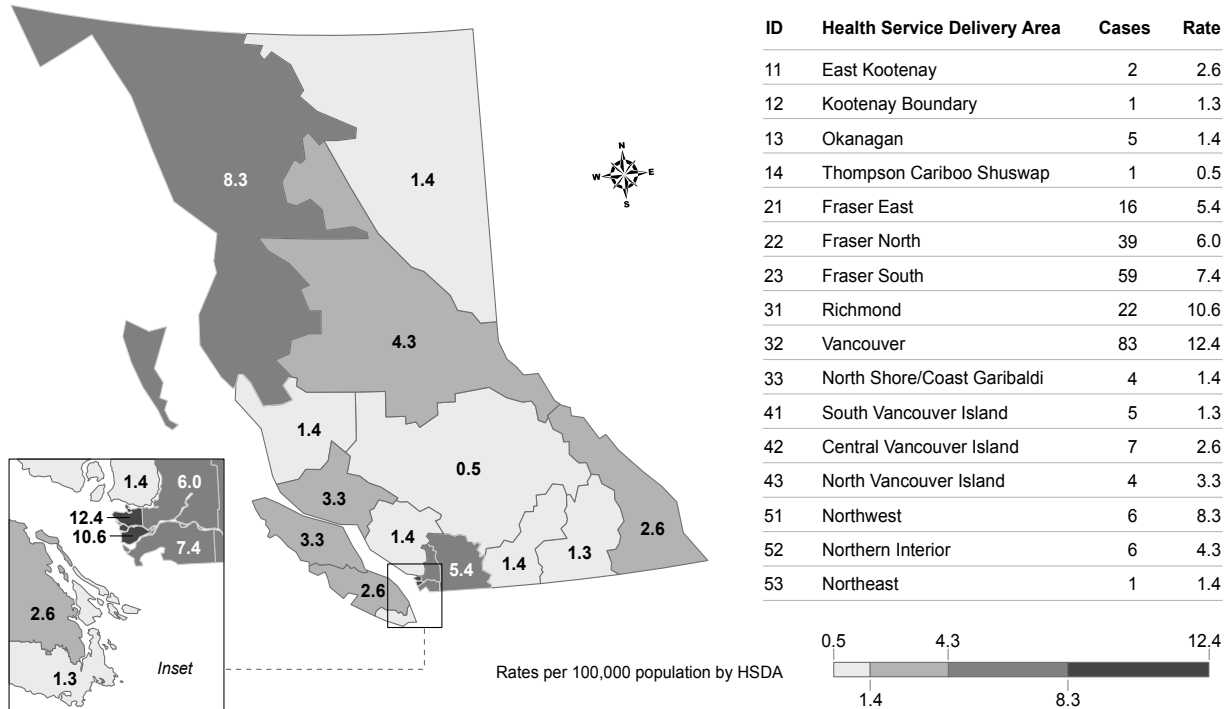 ID Health Service Delivery Area Cases Rate
11 East Kootenay 2 2.6
12 Kootenay Boundary 1 1.3
13 Okanagan 5 1.4
14 Thompson Cariboo Shuswap 1 0.5
21 Fraser East 16 5.4
22 Fraser North 39 6.0
23 Fraser South 59 7.4
31 Richmond 22 10.6
32 Vancouver 83 12.4
33 North Shore/Coast Garibaldi 4 1.4
41 South Vancouver Island 5 1.3
42 Central Vancouver Island 7 2.6
43 North Vancouver Island 4 3.3
51 Northwest 6 8.3
52 Northern Interior 6 4.3
53 Northeast 1 1.4
N
W E
S
8.3
1.4
4.3
1.4
0.5
3.3
3.3
1.4
5.4
1.4
1.3
2.6
2.6
1.4
6.0
12.4
10.6
7.4
2.6
1.3
Inset
Rates per 100,000 population by HSDA
0.5 4.3 12.4
1.4 8.3